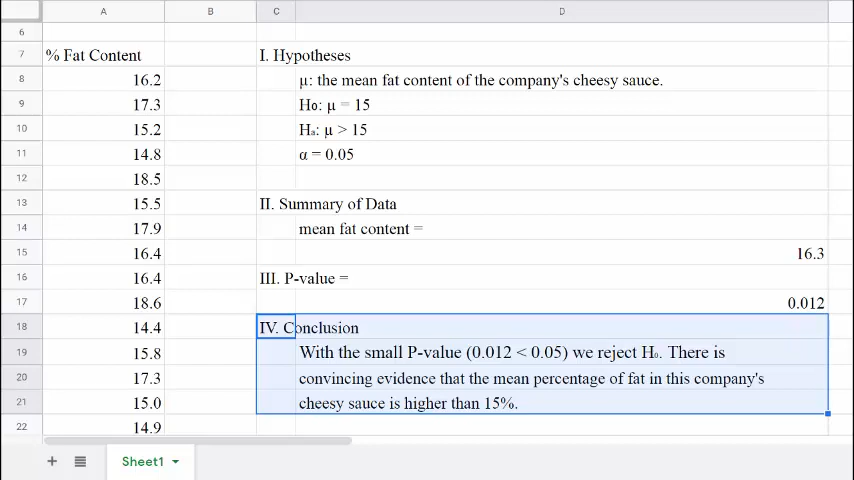 A B C D
6
7 % Fat Content I. Hypotheses
8 16.2 μ: the mean fat content of the company's cheesy sauce.
9 17.3 H₀: μ = 15
10 15.2 Hₐ: μ > 15
11 14.8 α = 0.05
12 18.5
13 15.5 II. Summary of Data
14 17.9 mean fat content =
15 16.4 16.3
16 16.4 III. P-value =
17 18.6 0.012
18 14.4 IV. Conclusion
19 15.8 With the small P-value (0.012 < 0.05) we reject H₀. There is
20 17.3 convincing evidence that the mean percentage of fat in this company's
21 15.0 cheesy sauce is higher than 15%.
22 14.9
Sheet1